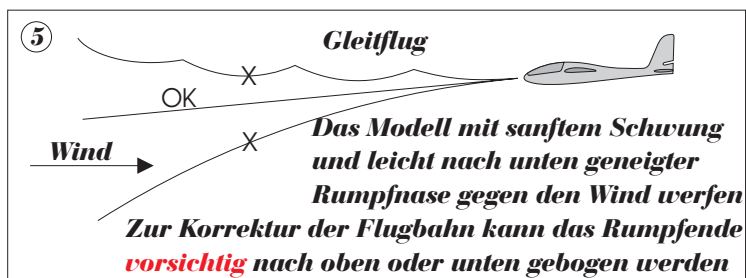 5
Gleitflug
X
OK
X
Wind
Das Modell mit sanftem Schwung
und leicht nach unten geneigter
Rumpfnase gegen den Wind werfen
Zur Korrektur der Flugbahn kann das Rumpfende
vorsichtig nach oben oder unten gebogen werden